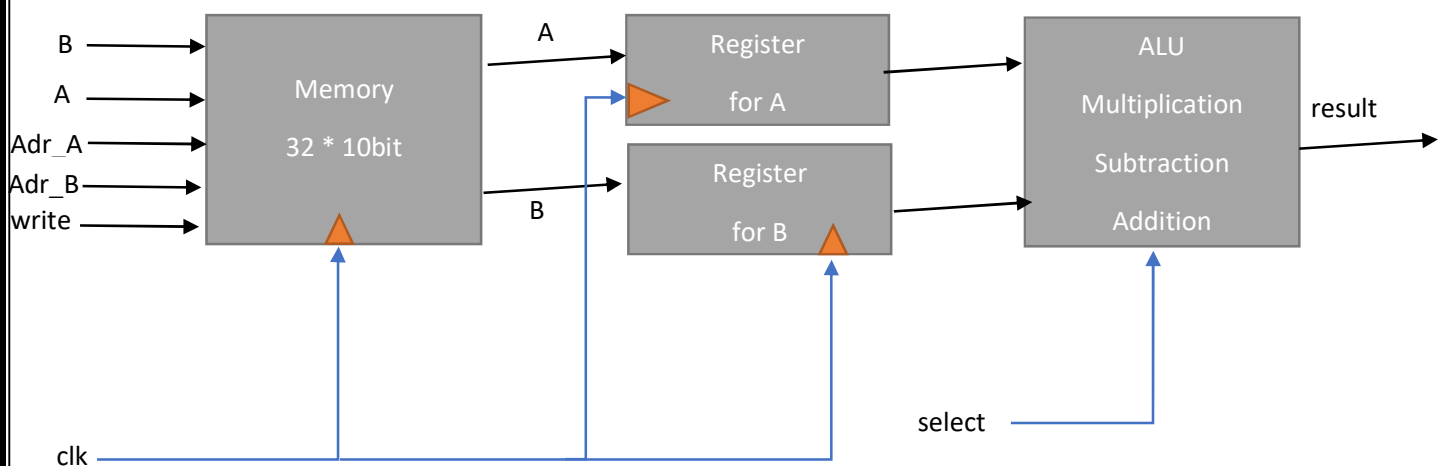 B
A
Adr_A
Adr_B
write
Memory
32 * 10bit
A
B
Register
for A
Register
for B
ALU
Multiplication
Subtraction
Addition
result
select
clk